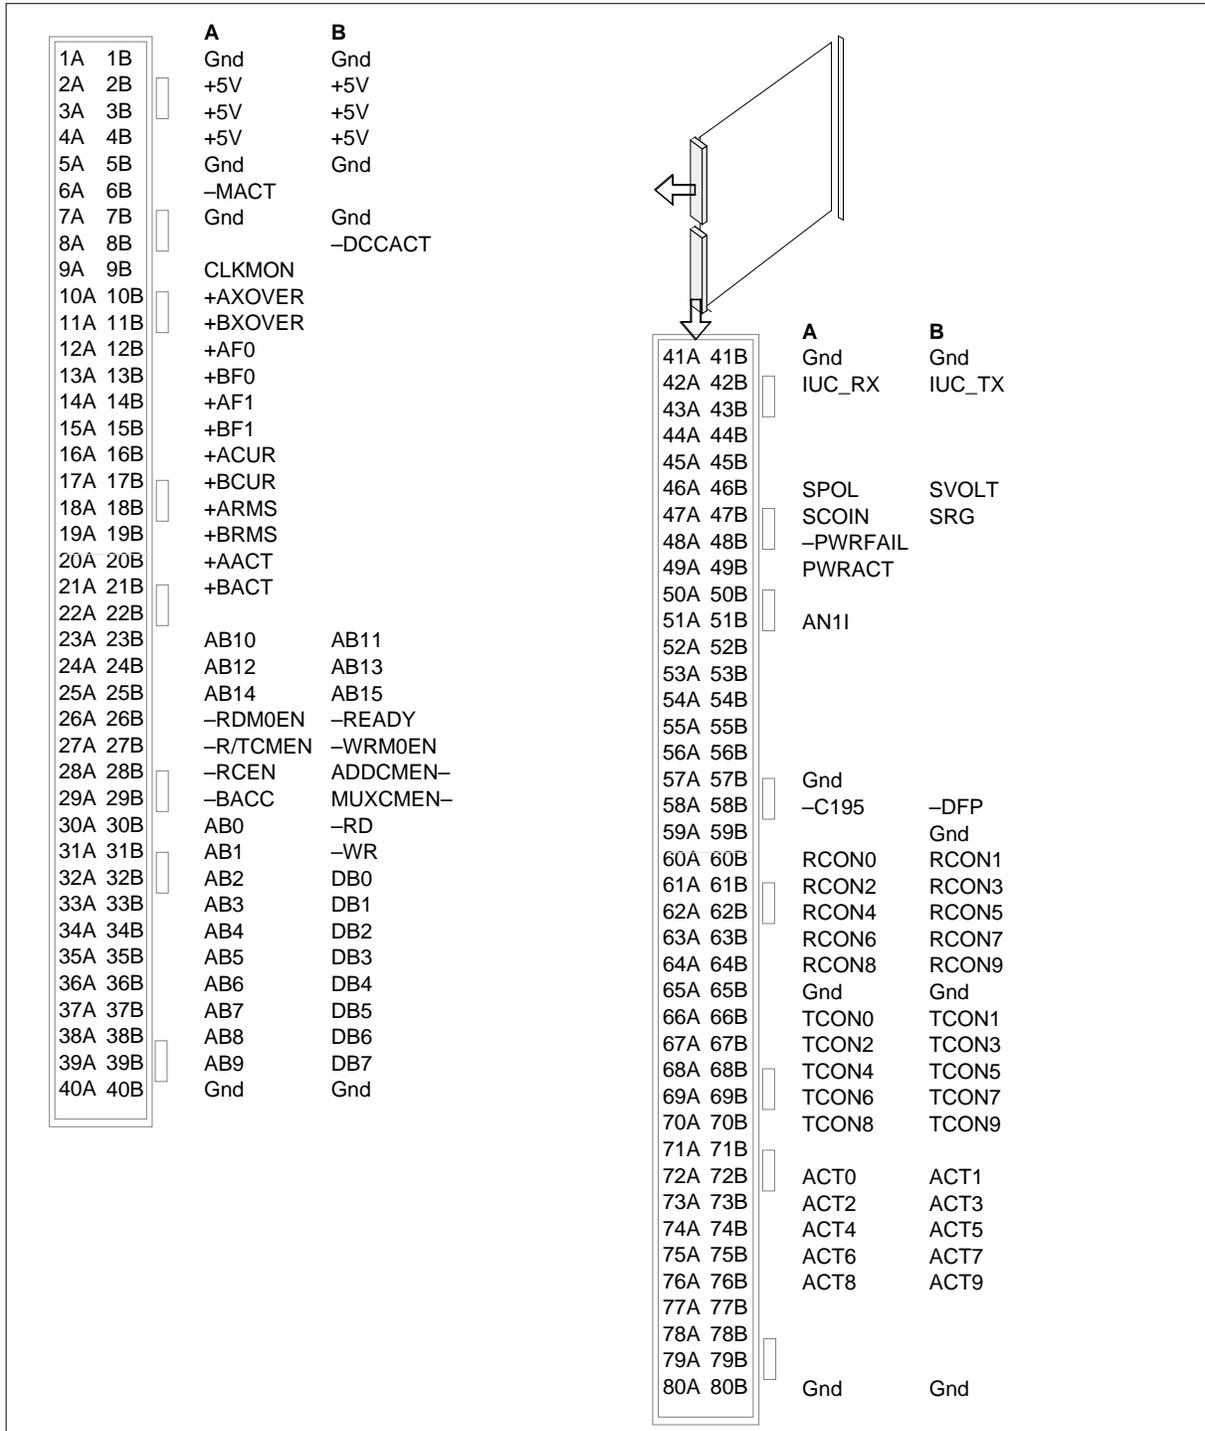 A B
1A 1B Gnd Gnd
2A 2B +5V +5V
3A 3B +5V +5V
4A 4B +5V +5V
5A 5B Gnd Gnd
6A 6B –MACT
7A 7B Gnd Gnd
8A 8B –DCCACT
9A 9B CLKMON
10A 10B +AXOVER
11A 11B +BXOVER
12A 12B +AF0
13A 13B +BF0
14A 14B +AF1
15A 15B +BF1
16A 16B +ACUR
17A 17B +BCUR
18A 18B +ARMS
19A 19B +BRMS
20A 20B +AACT
21A 21B +BACT
22A 22B
23A 23B AB10 AB11
24A 24B AB12 AB13
25A 25B AB14 AB15
26A 26B –RDM0EN –READY
27A 27B –R/TCMEN –WRM0EN
28A 28B –RCEN ADDCMEN–
29A 29B –BACC MUXCMEN–
30A 30B AB0 –RD
31A 31B AB1 –WR
32A 32B AB2 DB0
33A 33B AB3 DB1
34A 34B AB4 DB2
35A 35B AB5 DB3
36A 36B AB6 DB4
37A 37B AB7 DB5
38A 38B AB8 DB6
39A 39B AB9 DB7
40A 40B Gnd Gnd
A B
41A 41B Gnd Gnd
42A 42B IUC_RX IUC_TX
43A 43B
44A 44B
45A 45B
46A 46B SPOL SVOLT
47A 47B SCOIN SRG
48A 48B –PWRFAIL
49A 49B PWRACT
50A 50B
51A 51B AN1I
52A 52B
53A 53B
54A 54B
55A 55B
56A 56B
57A 57B Gnd
58A 58B –C195 –DFP
59A 59B Gnd
60A 60B RCON0 RCON1
61A 61B RCON2 RCON3
62A 62B RCON4 RCON5
63A 63B RCON6 RCON7
64A 64B RCON8 RCON9
65A 65B Gnd Gnd
66A 66B TCON0 TCON1
67A 67B TCON2 TCON3
68A 68B TCON4 TCON5
69A 69B TCON6 TCON7
70A 70B TCON8 TCON9
71A 71B
72A 72B ACT0 ACT1
73A 73B ACT2 ACT3
74A 74B ACT4 ACT5
75A 75B ACT6 ACT7
76A 76B ACT8 ACT9
77A 77B
78A 78B
79A 79B
80A 80B Gnd Gnd